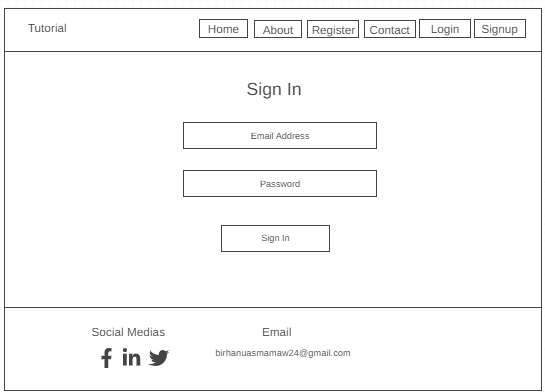 Tutorial
Home
About
Register
Contact
Login
Signup
Sign In
Email Address
Password
Sign In
Social Medias
Email
birhanuasmamaw24@gmail.com